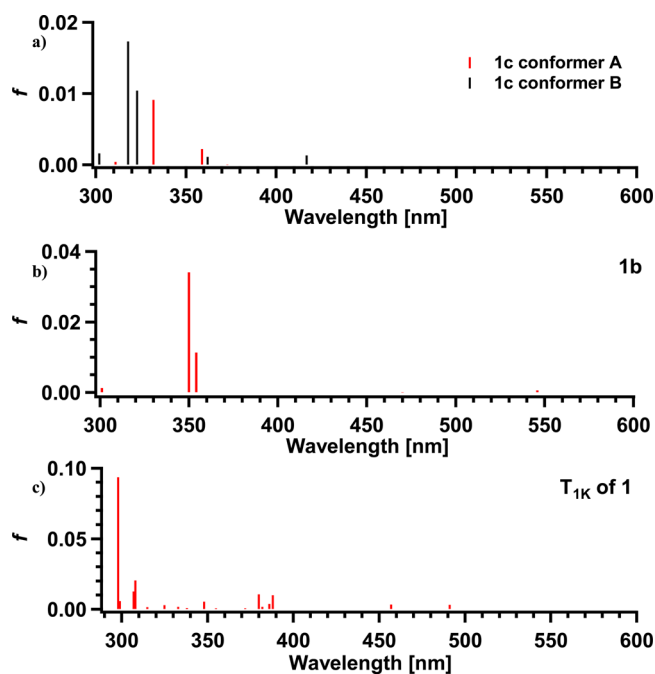 a)
0.02
0.01
0.00
f
1c conformer A
1c conformer B
300 350 400 450 500 550 600
Wavelength [nm]
b)
1b
0.04
0.02
0.00
f
300 350 400 450 500 550 600
Wavelength [nm]
c)
T1K of 1
0.10
0.05
0.00
f
300 350 400 450 500 550 600
Wavelength [nm]